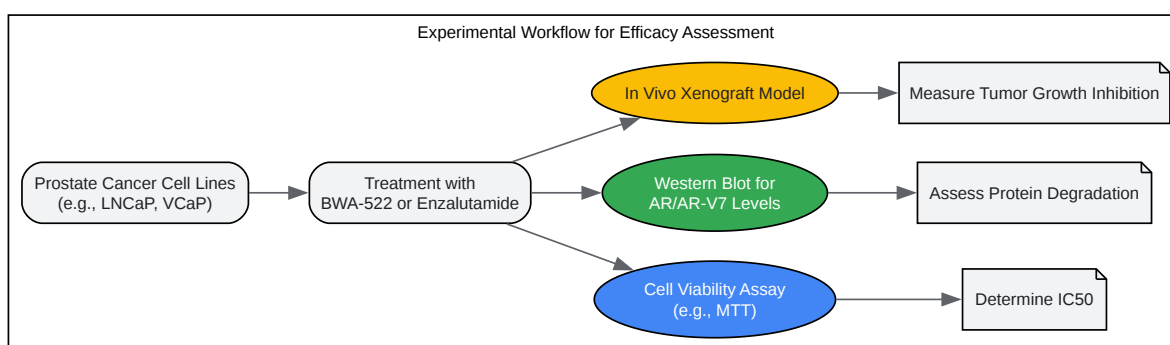 Experimental Workflow for Efficacy Assessment
Prostate Cancer Cell Lines
(e.g., LNCaP, VCaP)
Treatment with
BWA-522 or Enzalutamide
In Vivo Xenograft Model
Measure Tumor Growth Inhibition
Western Blot for
AR/AR-V7 Levels
Assess Protein Degradation
Cell Viability Assay
(e.g., MTT)
Determine IC50